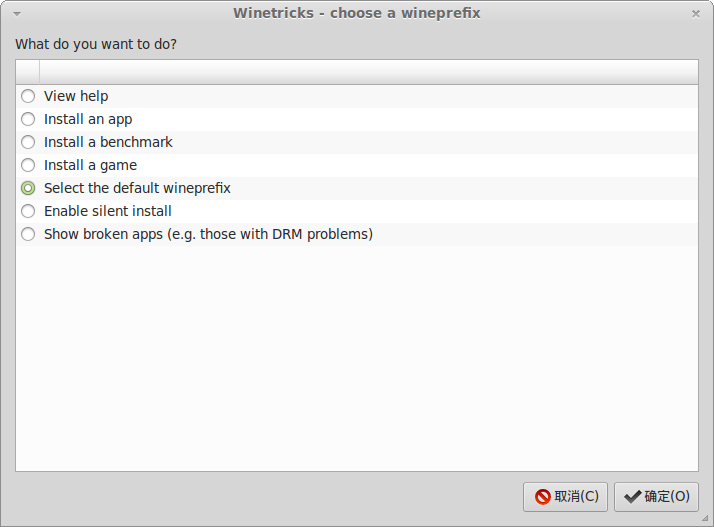 Winetricks - choose a wineprefix
What do you want to do?
View help
Install an app
Install a benchmark
Install a game
Select the default wineprefix
Enable silent install
Show broken apps (e.g. those with DRM problems)
取消(C) 确定(O)